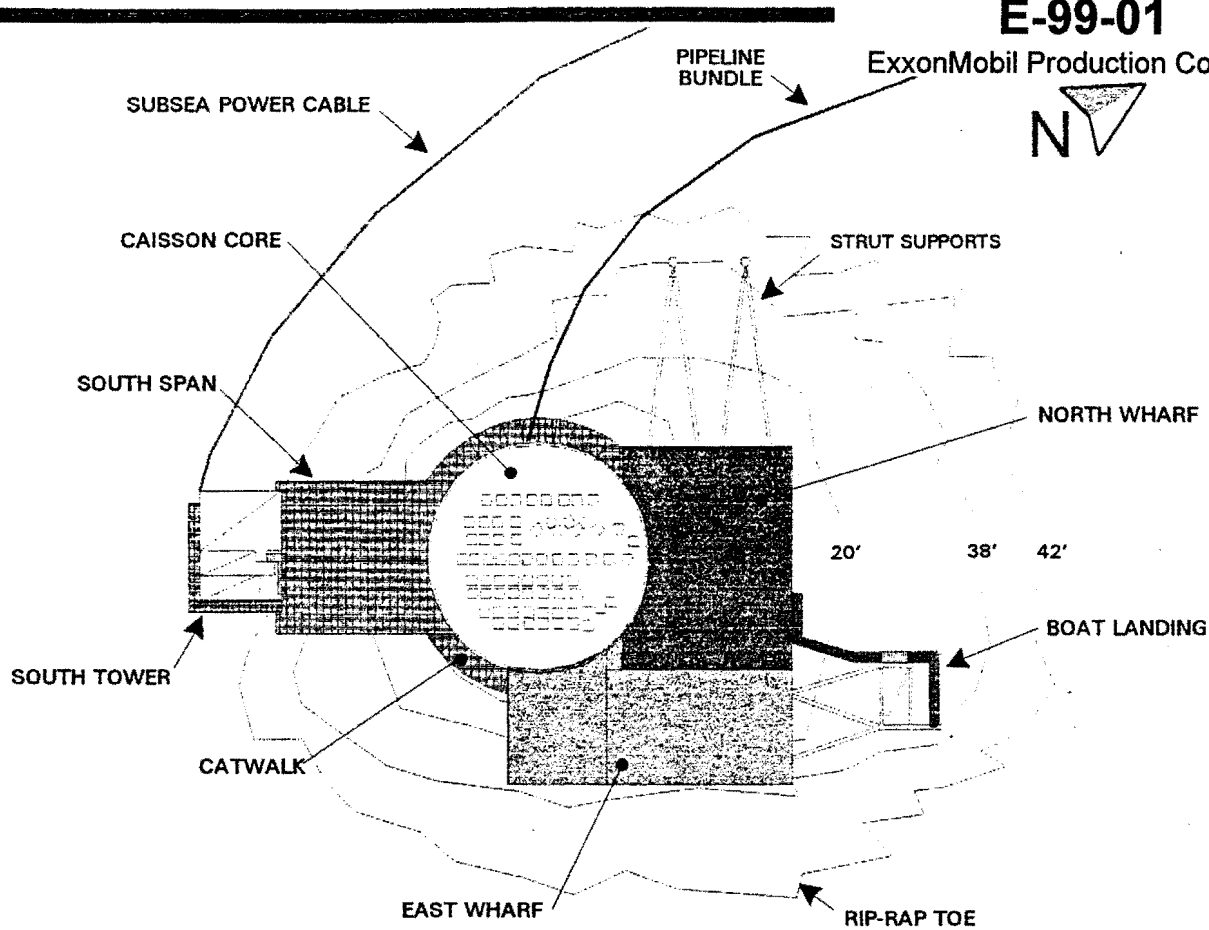 E-99-01
ExxonMobil Production Co
N
PIPELINE
BUNDLE
SUBSEA POWER CABLE
CAISSON CORE
STRUT SUPPORTS
SOUTH SPAN
NORTH WHARF
20' 38' 42'
BOAT LANDING
SOUTH TOWER
CATWALK
EAST WHARF
RIP-RAP TOE